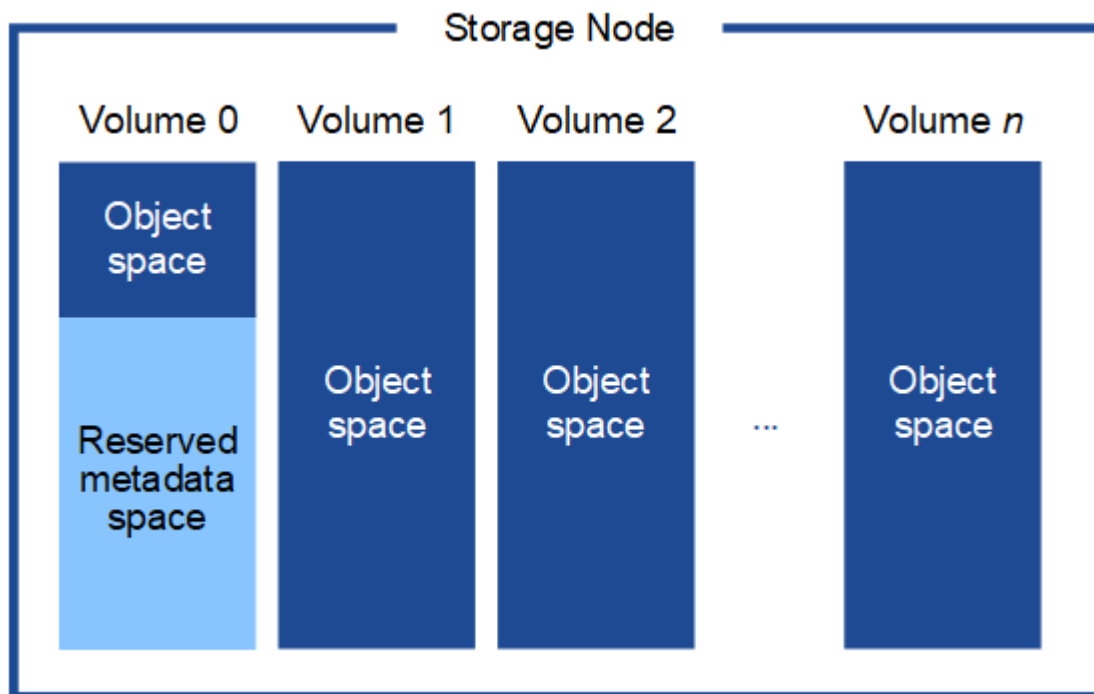 Storage Node
Volume 0
Volume 1
Volume 2
Volume n
Object
space
Reserved
metadata
space
Object
space
Object
space
...
Object
space